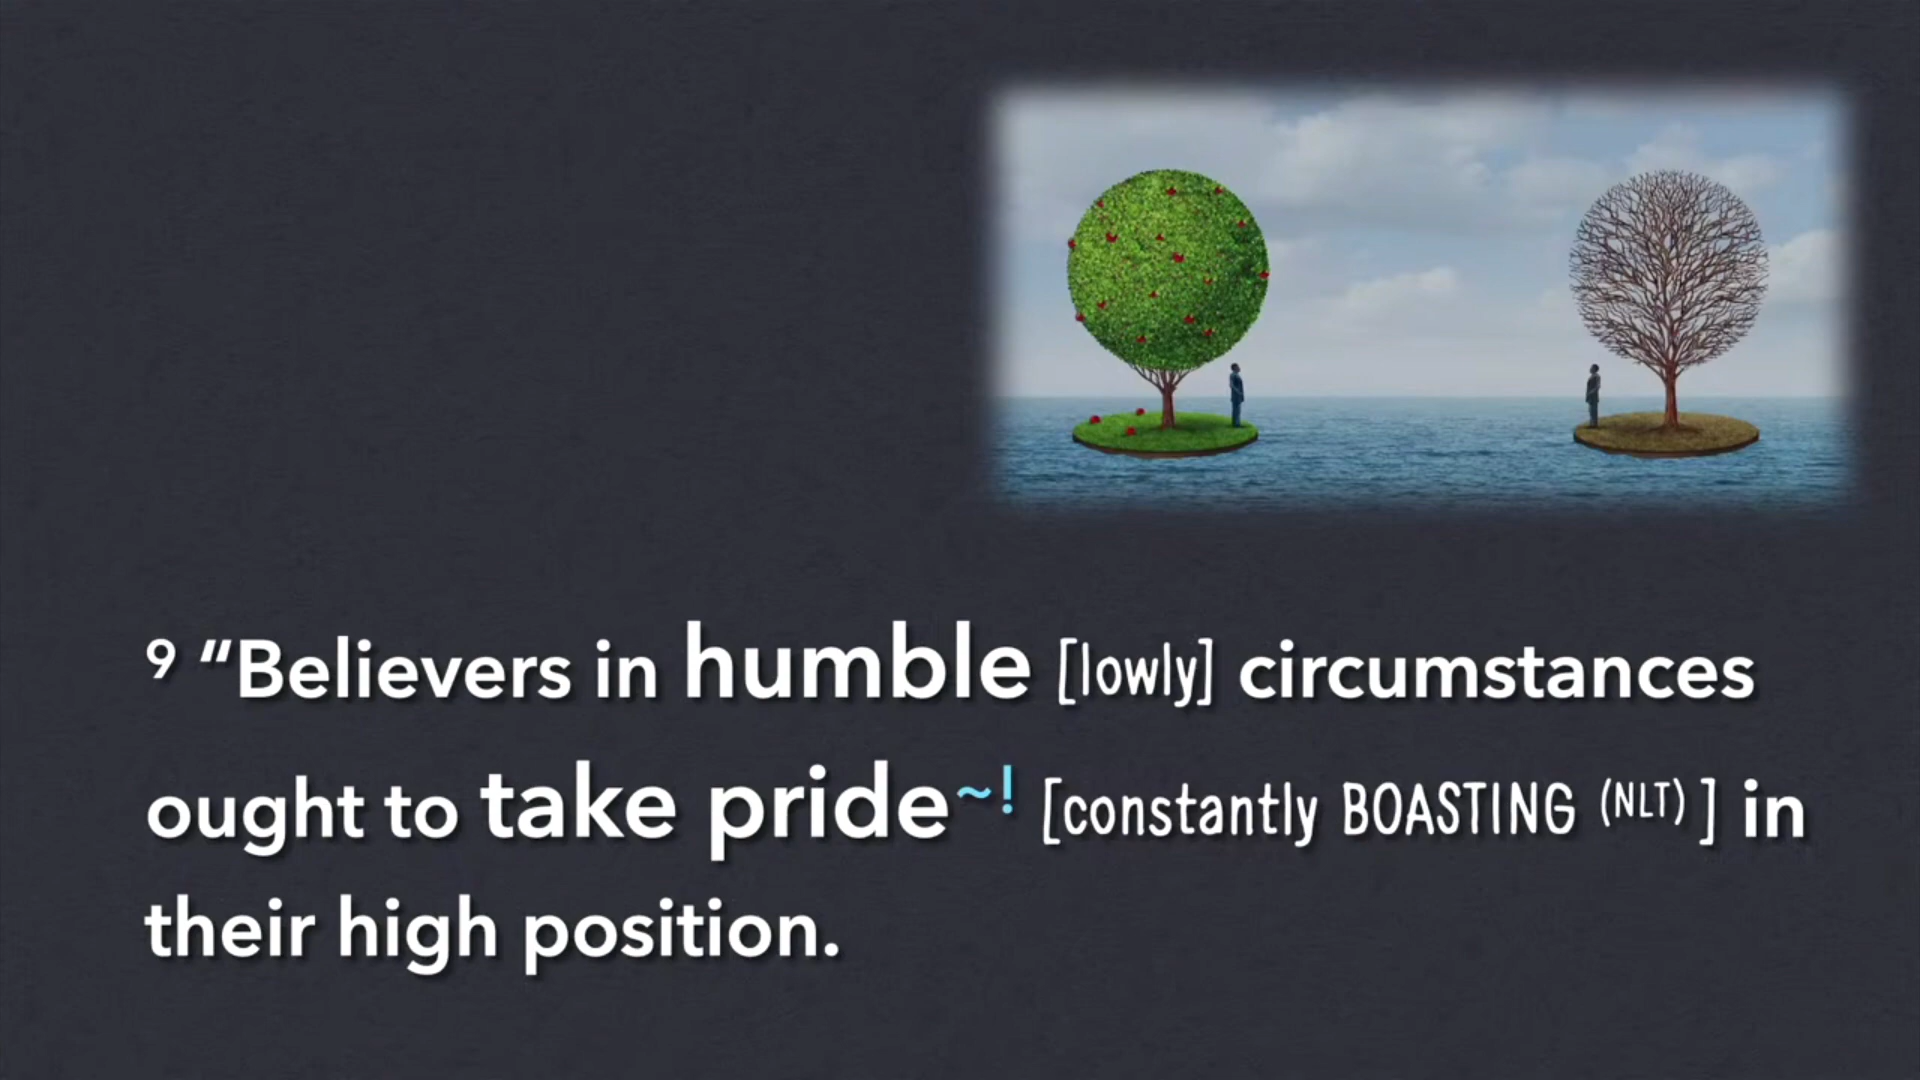 9 “Believers in humble [lowly] circumstances
ought to take pride~! [constantly BOASTING (NLT) ] in
their high position.